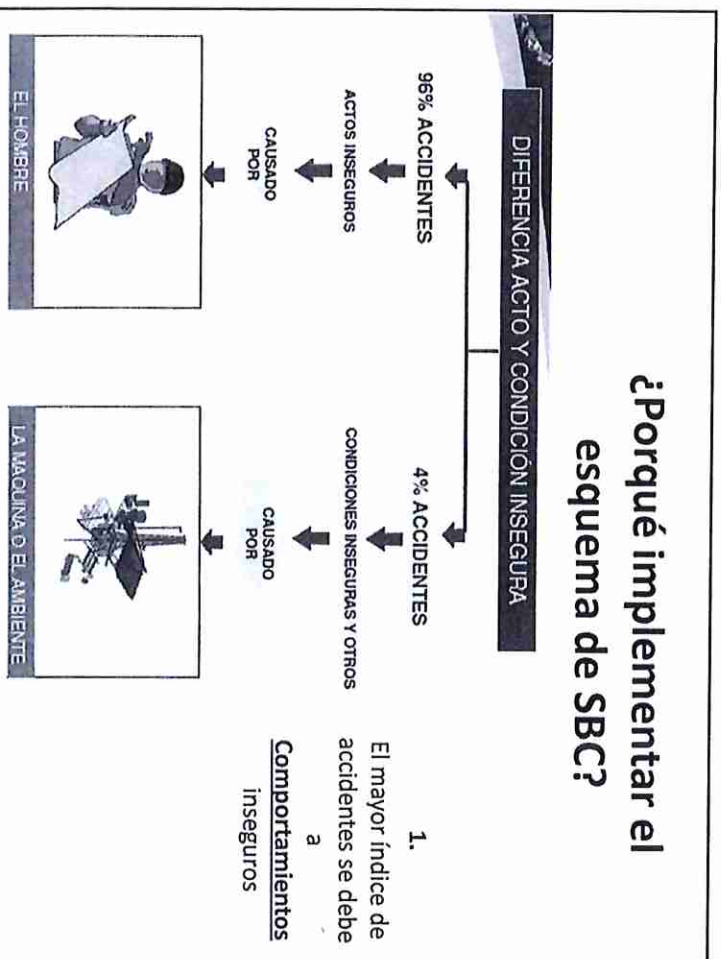 ¿Porqué implementar el
esquema de SBC?
DIFERENCIA ACTO Y CONDICIÓN INSEGURA
96% ACCIDENTES
ACTOS INSEGUROS
CAUSADO
POR
EL HOMBRE
4% ACCIDENTES
CONDICIONES INSEGURAS Y OTROS
CAUSADO
POR
LA MAQUINA O EL AMBIENTE
1.
El mayor índice de
accidentes se debe
a
Comportamientos
inseguros